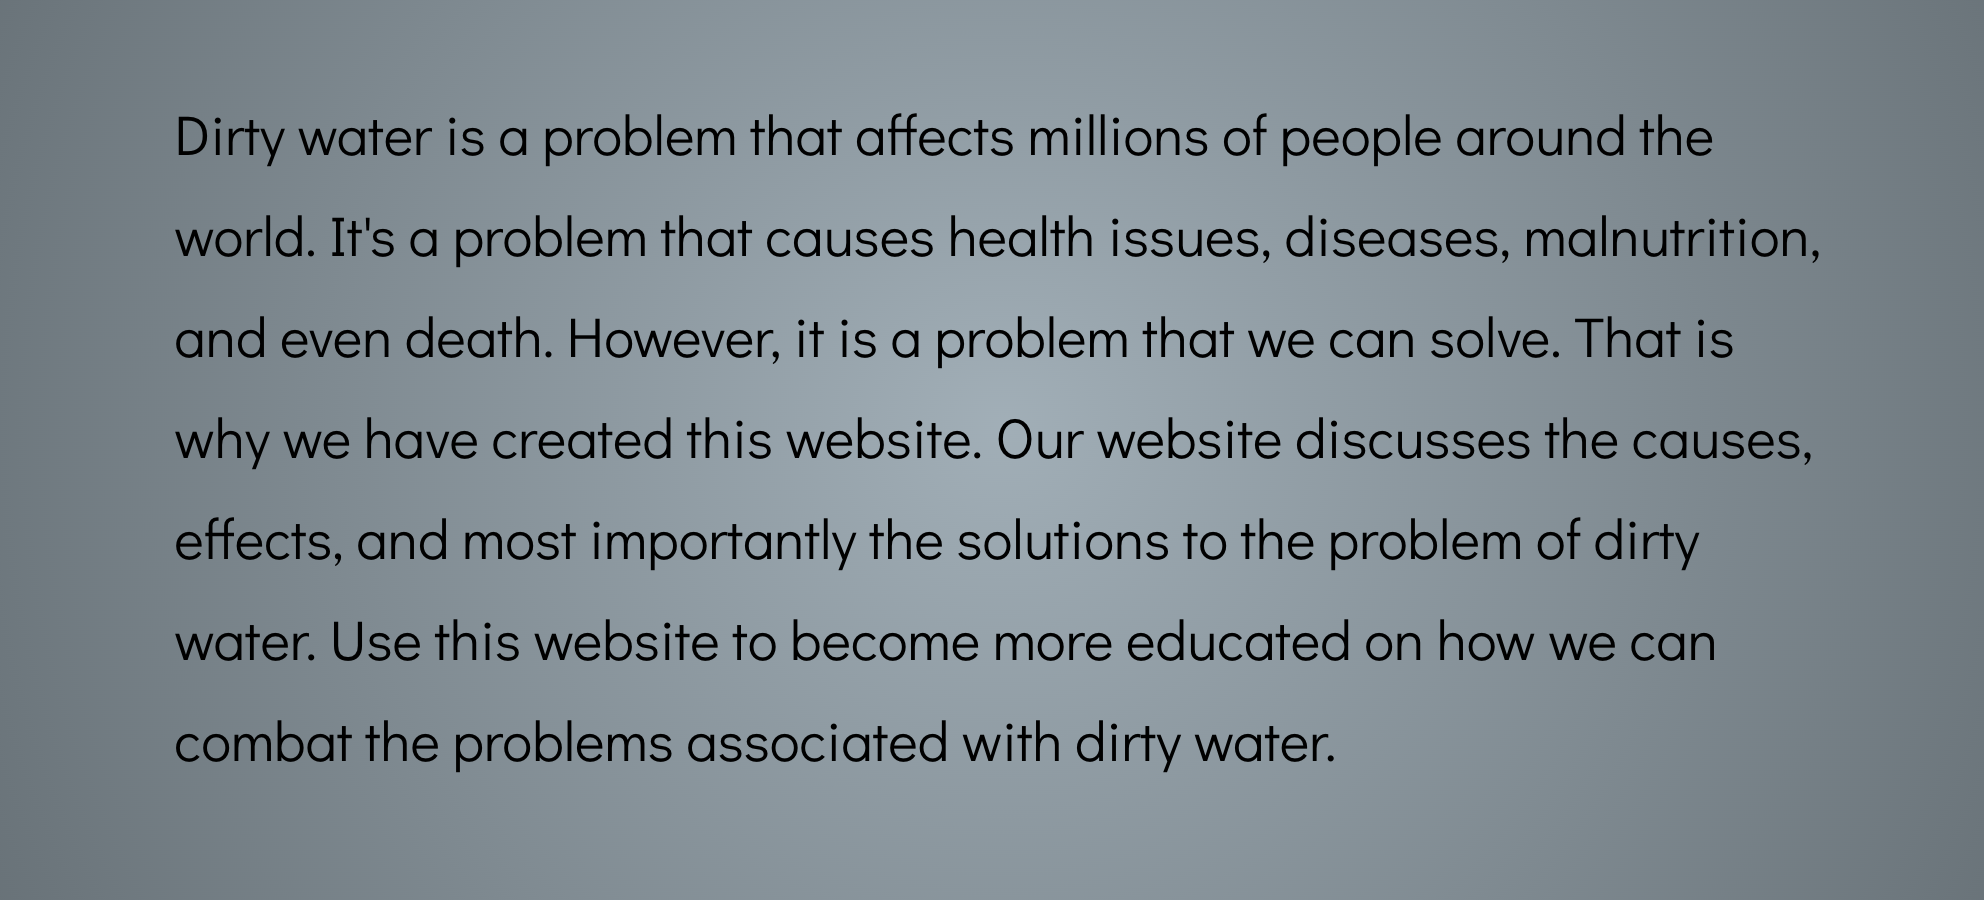 Dirty water is a problem that affects millions of people around the
world. It's a problem that causes health issues, diseases, malnutrition,
and even death. However, it is a problem that we can solve. That is
why we have created this website. Our website discusses the causes,
effects, and most importantly the solutions to the problem of dirty
water. Use this website to become more educated on how we can
combat the problems associated with dirty water.